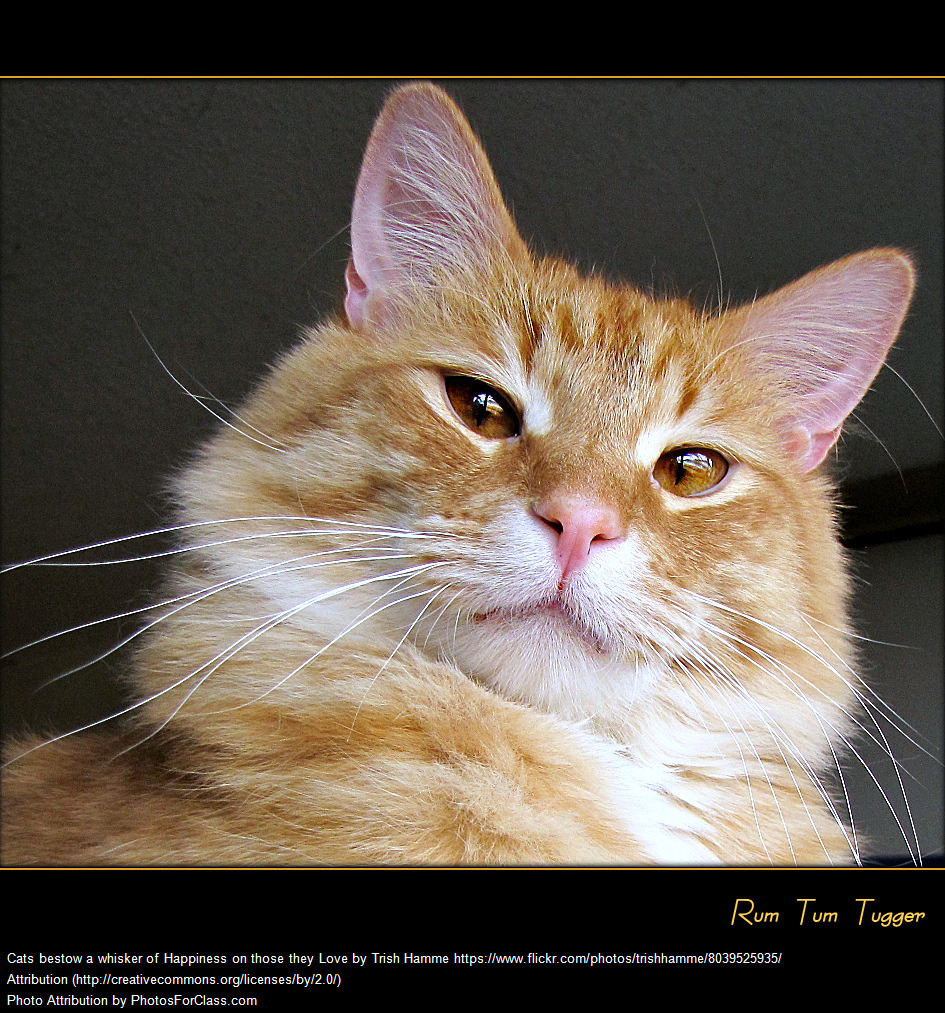 Rum Tum Tugger
Cats bestow a whisker of Happiness on those they Love by Trish Hamme https://www.flickr.com/photos/trishhamme/8039525935/
Attribution (http://creativecommons.org/licenses/by/2.0/)
Photo Attribution by PhotosForClass.com